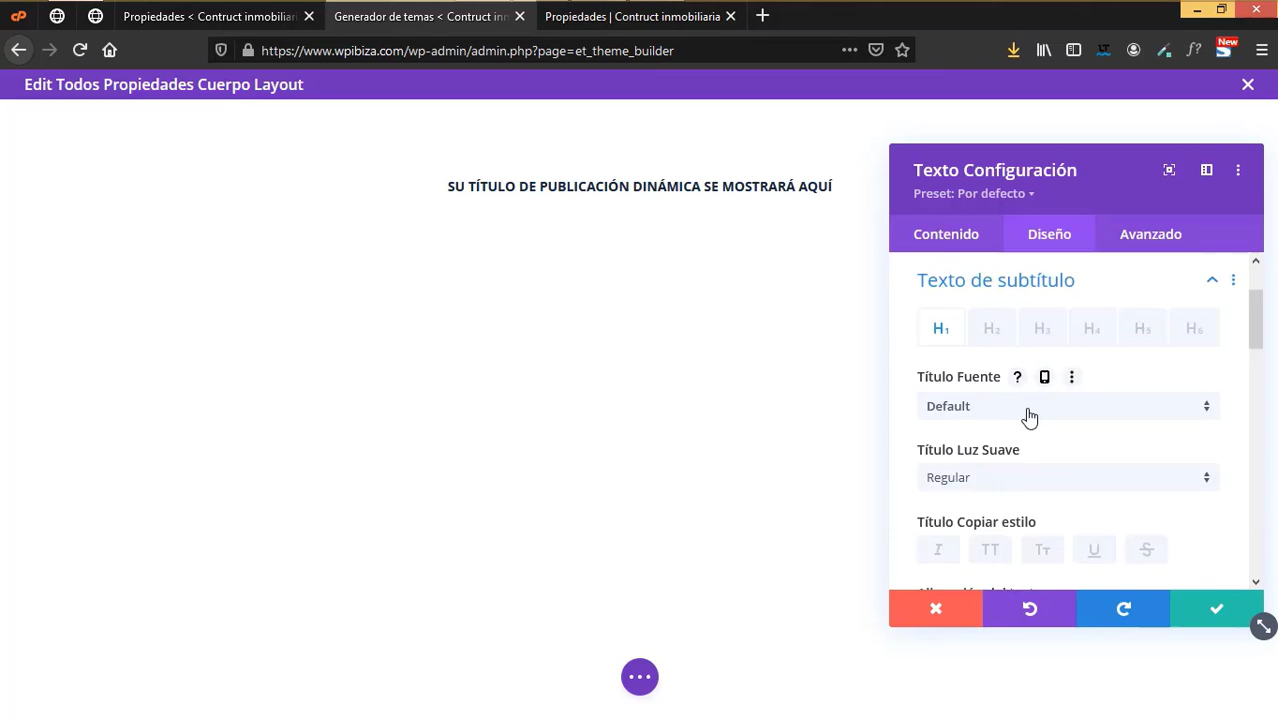 Propiedades < Contruct inmobiliari
Generador de temas < Contruct inm
Propiedades | Contruct inmobiliaria
https://www.wpibiza.com/wp-admin/admin.php?page=et_theme_builder
New
Edit Todos Propiedades Cuerpo Layout
SU TÍTULO DE PUBLICACIÓN DINÁMICA SE MOSTRARÁ AQUÍ
Texto Configuración
Preset: Por defecto
Contenido
Diseño
Avanzado
Texto de subtítulo
H1 H2 H3 H4 H5 H6
Título Fuente ?
Default
Título Luz Suave
Regular
Título Copiar estilo
I TT Tт U S